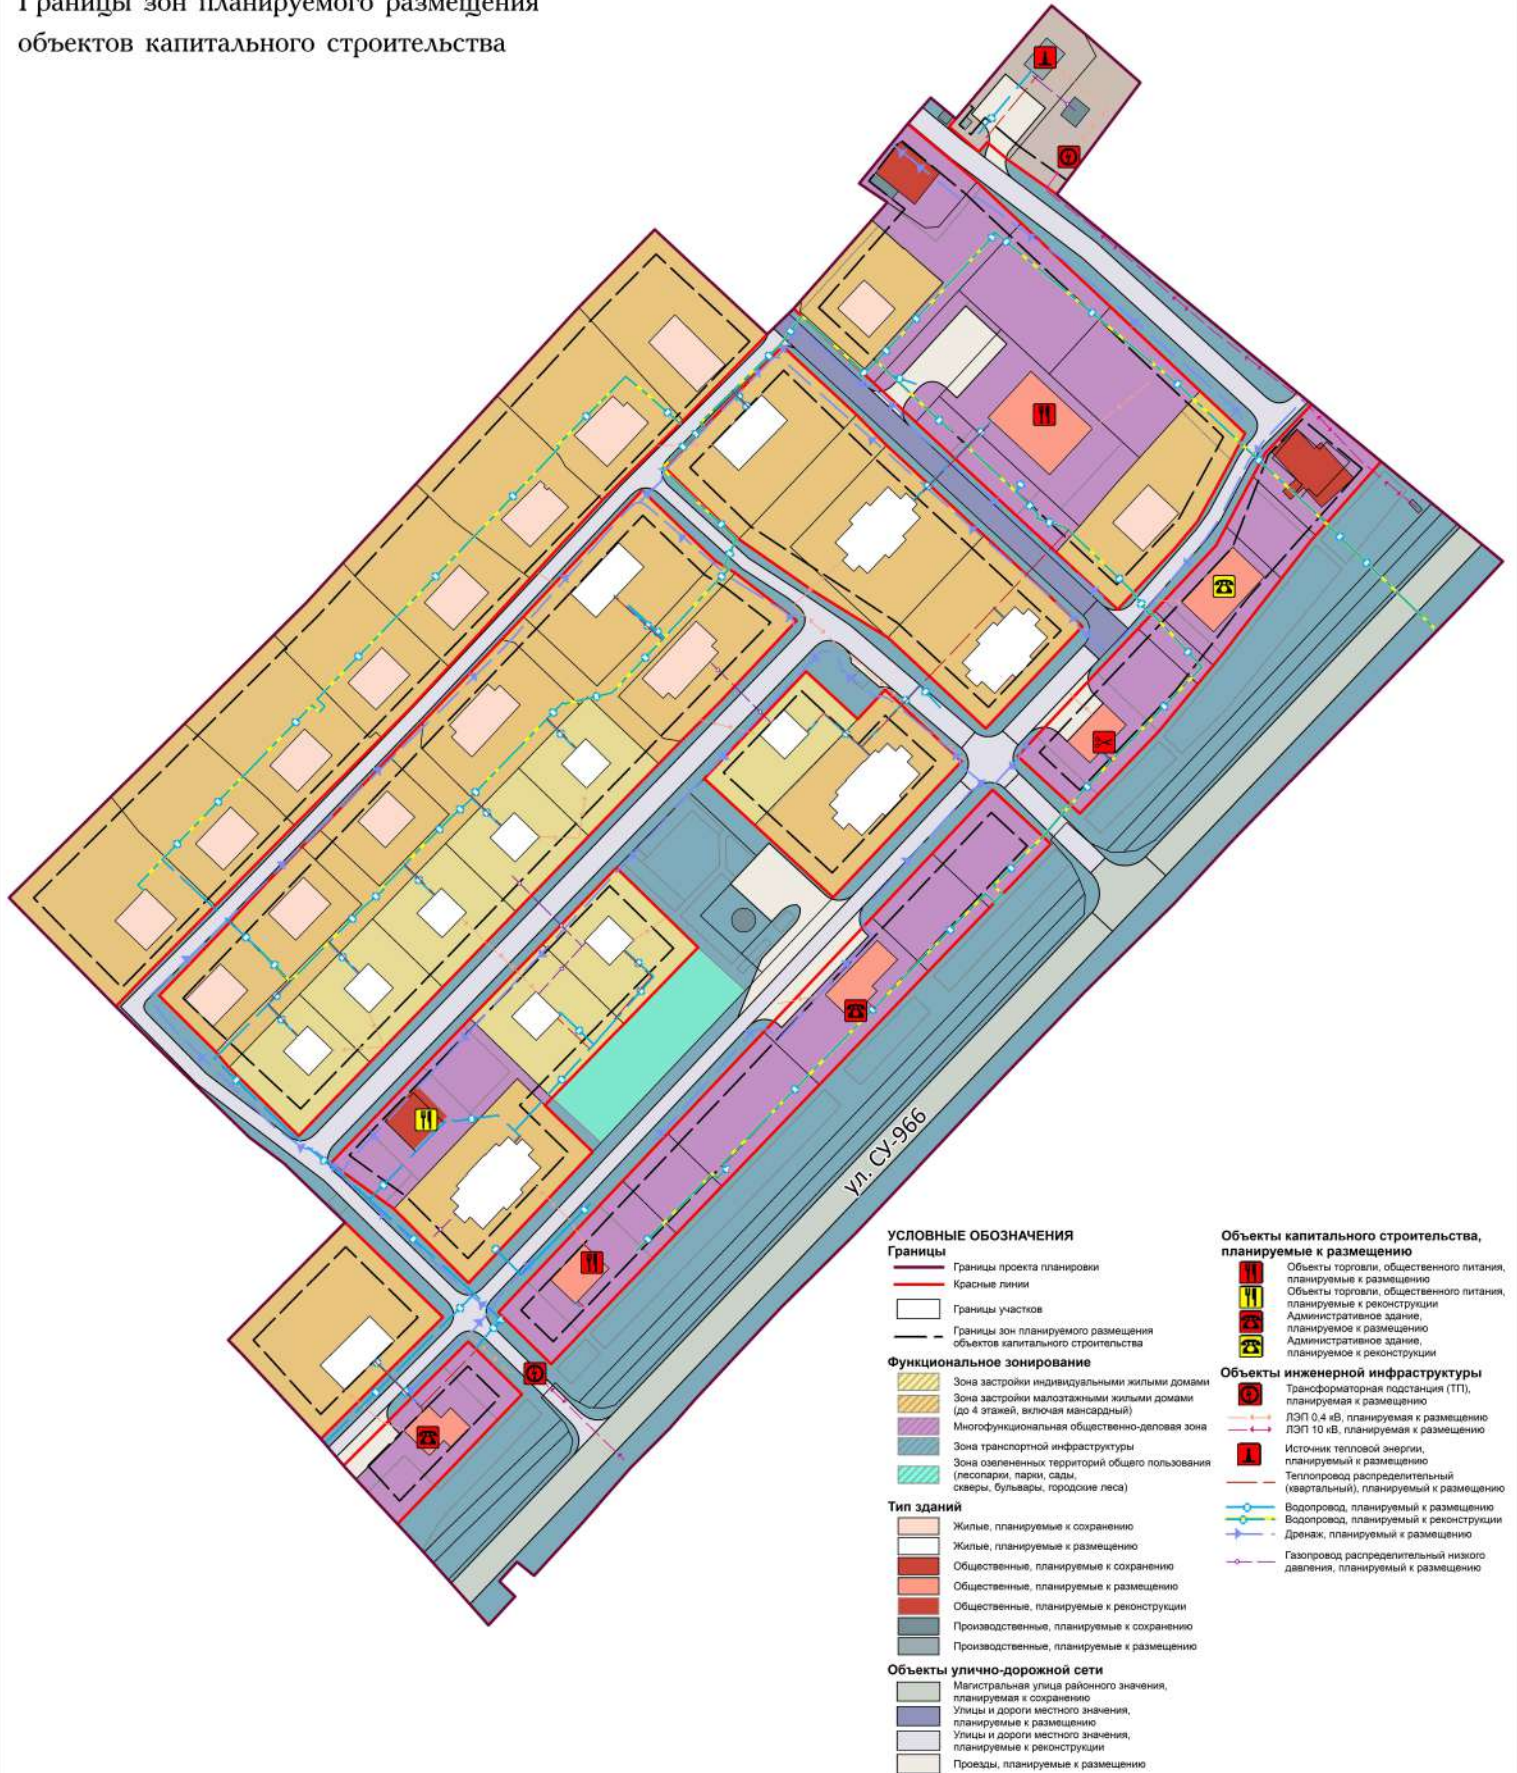 Границы зон планируемого размещения
объектов капитального строительства
ул. СУ-966
УСЛОВНЫЕ ОБОЗНАЧЕНИЯ
Границы
Границы проекта планировки
Красные линии
Границы участков
Границы зон планируемого размещения
объектов капитального строительства
Функциональное зонирование
Зона застройки индивидуальными жилыми домами
Зона застройки малоэтажными жилыми домами
(до 4 этажей, включая мансардный)
Многофункциональная общественно-деловая зона
Зона транспортной инфраструктуры
Зона озелененных территорий общего пользования
(лесопарки, парки, сады,
скверы, бульвары, городские леса)
Тип зданий
Жилые, планируемые к сохранению
Жилые, планируемые к размещению
Общественные, планируемые к сохранению
Общественные, планируемые к размещению
Общественные, планируемые к реконструкции
Производственные, планируемые к сохранению
Производственные, планируемые к размещению
Объекты улично-дорожной сети
Магистральная улица районного значения,
планируемая к сохранению
Улицы и дороги местного значения,
планируемые к размещению
Улицы и дороги местного значения,
планируемые к реконструкции
Проезды, планируемые к размещению
Объекты капитального строительства,
планируемые к размещению
Объекты торговли, общественного питания,
планируемые к размещению
Объекты торговли, общественного питания,
планируемые к реконструкции
Административное здание,
планируемое к размещению
Административное здание,
планируемое к реконструкции
Объекты инженерной инфраструктуры
Трансформаторная подстанция (ТП),
планируемая к размещению
ЛЭП 0,4 кВ, планируемая к размещению
ЛЭП 10 кВ, планируемая к размещению
Источник тепловой энергии,
планируемый к размещению
Теплопровод распределительный
(квартальный), планируемый к размещению
Водопровод, планируемый к размещению
Водопровод, планируемый к реконструкции
Дренаж, планируемый к размещению
Газопровод распределительный низкого
давления, планируемый к размещению